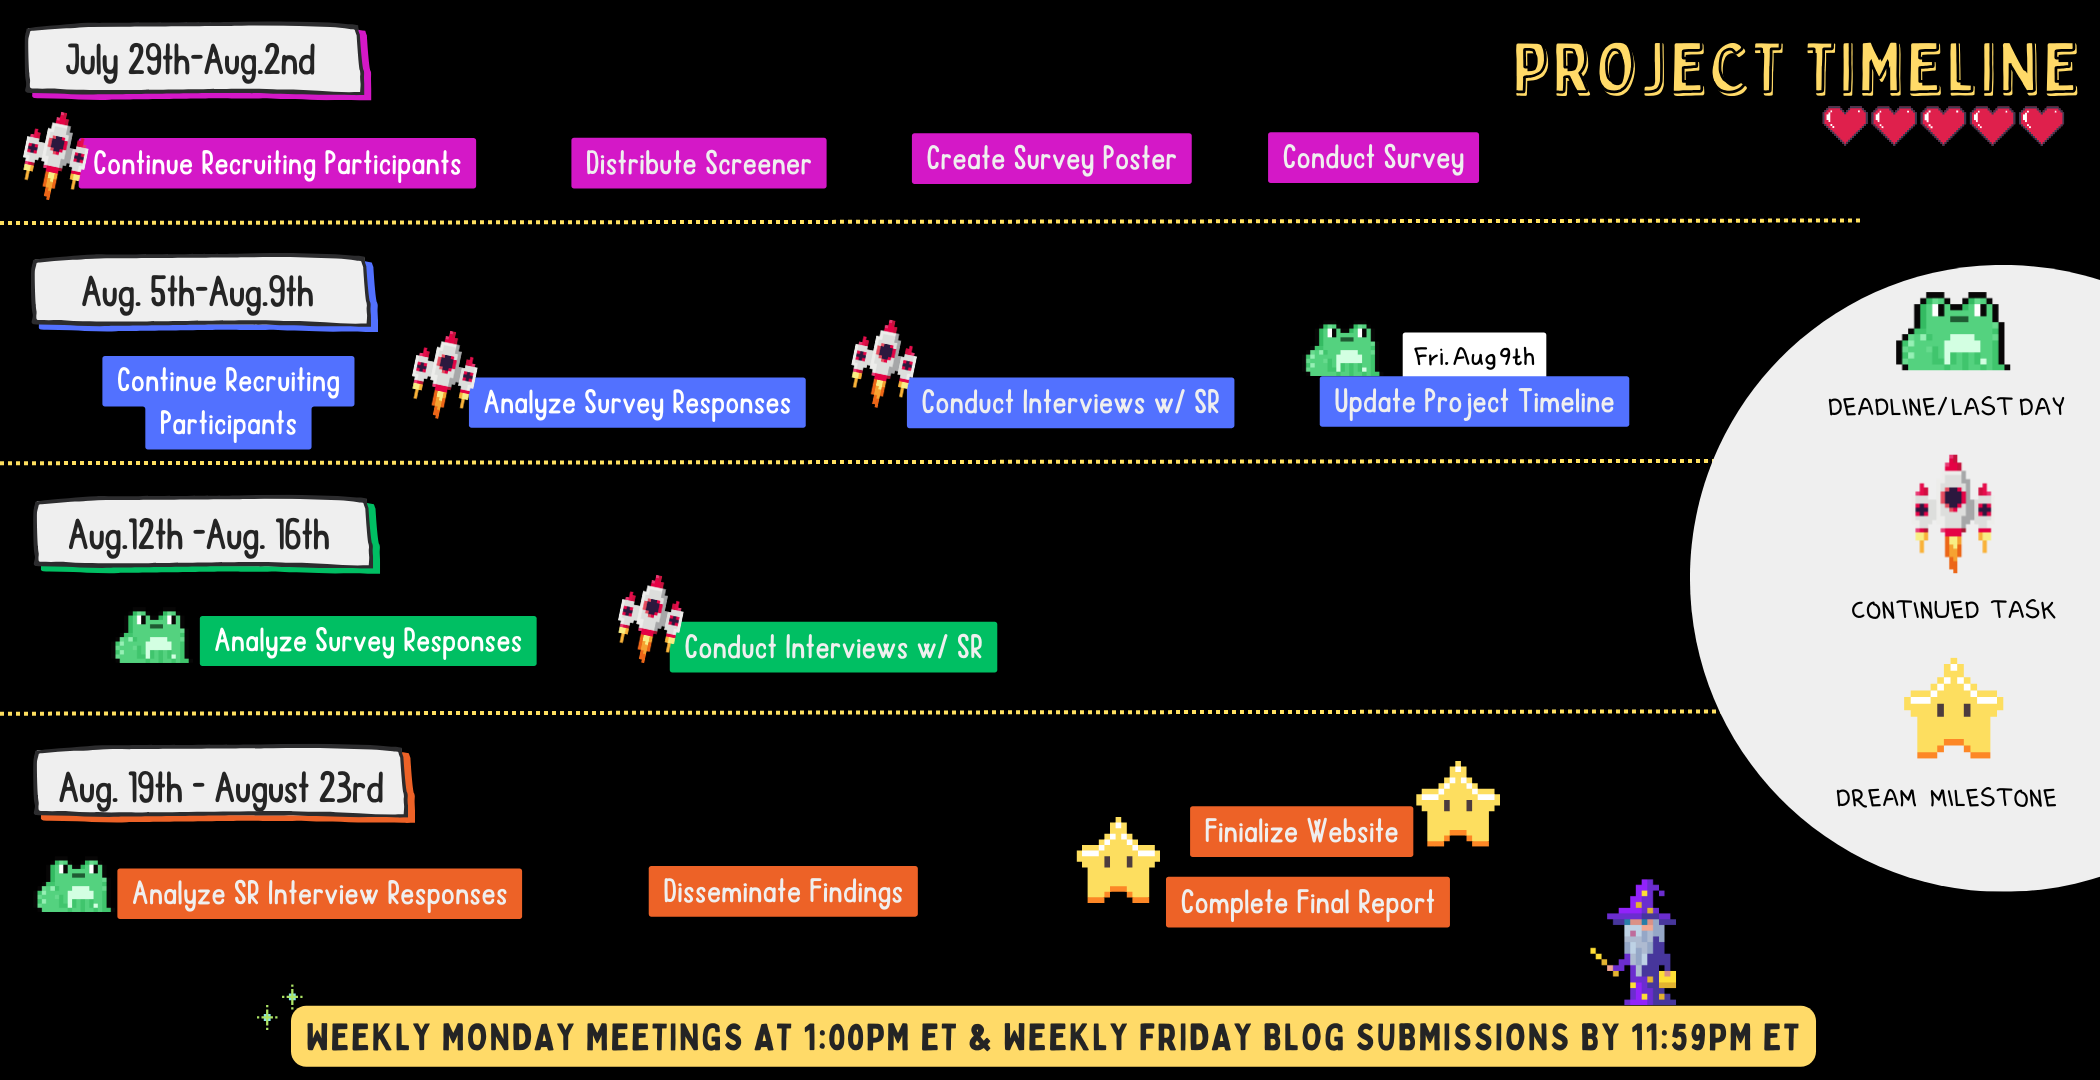 PROJECT TIMELINE
July 29th-Aug.2nd
Continue Recruiting Participants
Distribute Screener
Create Survey Poster
Conduct Survey
Aug. 5th-Aug.9th
Continue Recruiting
Participants
Analyze Survey Responses
Conduct Interviews w/ SR
Fri. Aug 9th
Update Project Timeline
Aug.12th -Aug. 16th
Analyze Survey Responses
Conduct Interviews w/ SR
Aug. 19th - August 23rd
Analyze SR Interview Responses
Disseminate Findings
Finialize Website
Complete Final Report
DEADLINE/LAST DAY
CONTINUED TASK
DREAM MILESTONE
WEEKLY MONDAY MEETINGS AT 1:00PM ET & WEEKLY FRIDAY BLOG SUBMISSIONS BY 11:59PM ET